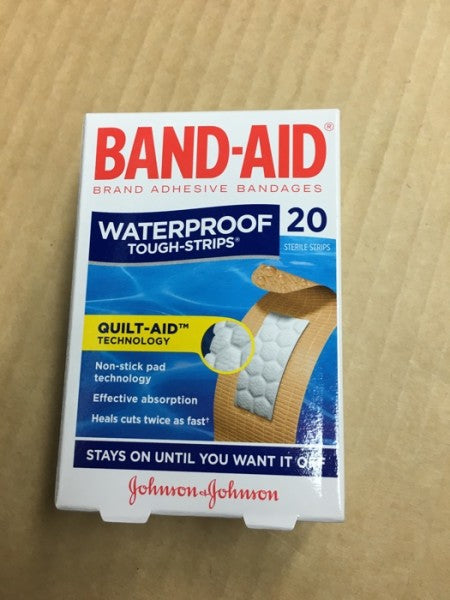 BAND-AID®
BRAND ADHESIVE BANDAGES
WATERPROOF 20
TOUGH-STRIPS® STERILE STRIPS
QUILT-AID™
TECHNOLOGY
Non-stick pad
technology
Effective absorption
Heals cuts twice as fast†
STAYS ON UNTIL YOU WANT IT OFF
Johnson & Johnson